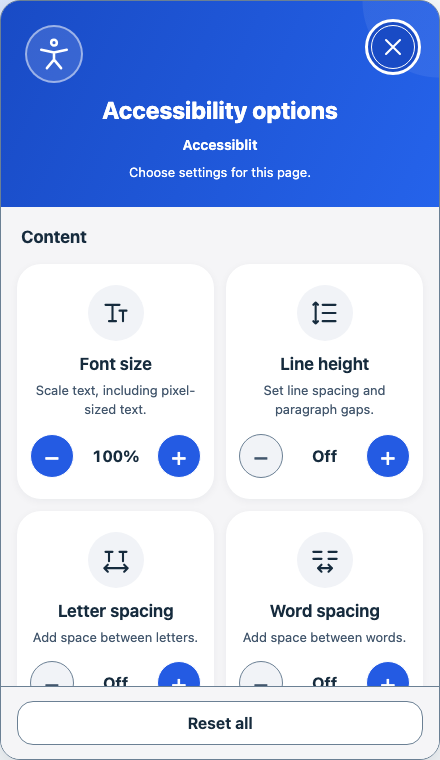 Accessibility options
Accessiblit
Choose settings for this page.
Content
Font size
Scale text, including pixel-
sized text.
− 100% +
Line height
Set line spacing and
paragraph gaps.
− Off +
Letter spacing
Add space between letters.
− Off +
Word spacing
Add space between words.
− Off +
Reset all